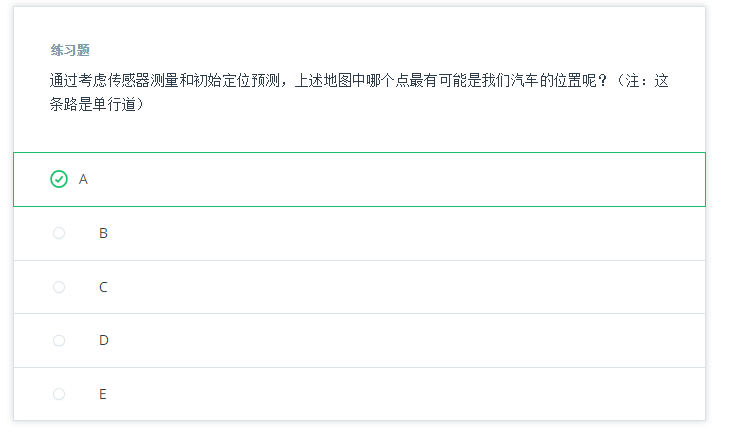 练习题
通过考虑传感器测量和初始定位预测，上述地图中哪个点最有可能是我们汽车的位置呢？（注：这
条路是单行道）
A
B
C
D
E